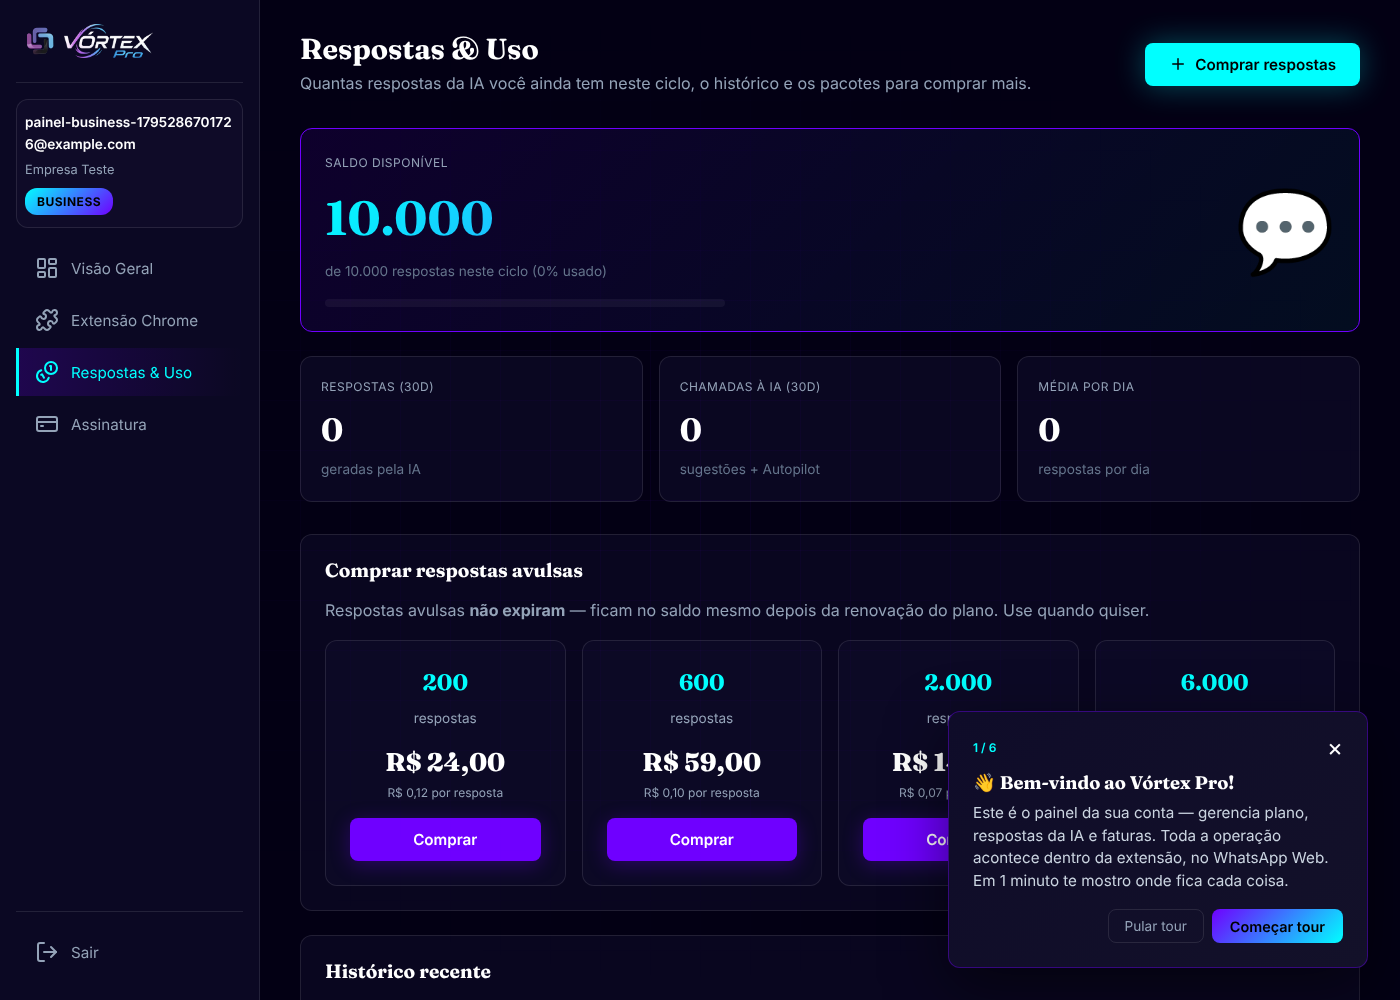 VÓRTEX
Pro
painel-business-179528670172
6@example.com
Empresa Teste
BUSINESS
Visão Geral
Extensão Chrome
Respostas & Uso
Assinatura
Sair
Respostas & Uso
Quantas respostas da IA você ainda tem neste ciclo, o histórico e os pacotes para comprar mais.
Comprar respostas
SALDO DISPONÍVEL
10.000
de 10.000 respostas neste ciclo (0% usado)
RESPOSTAS (30D)
0
geradas pela IA
CHAMADAS À IA (30D)
0
sugestões + Autopilot
MÉDIA POR DIA
0
respostas por dia
Comprar respostas avulsas
Respostas avulsas não expiram — ficam no saldo mesmo depois da renovação do plano. Use quando quiser.
200
respostas
R$ 24,00
R$ 0,12 por resposta
Comprar
600
respostas
R$ 59,00
R$ 0,10 por resposta
Comprar
2.000
R$
R$ 0,07
6.000
1 / 6
👋 Bem-vindo ao Vórtex Pro!
Este é o painel da sua conta — gerencia plano,
respostas da IA e faturas. Toda a operação
acontece dentro da extensão, no WhatsApp Web.
Em 1 minuto te mostro onde fica cada coisa.
Pular tour
Começar tour
Histórico recente